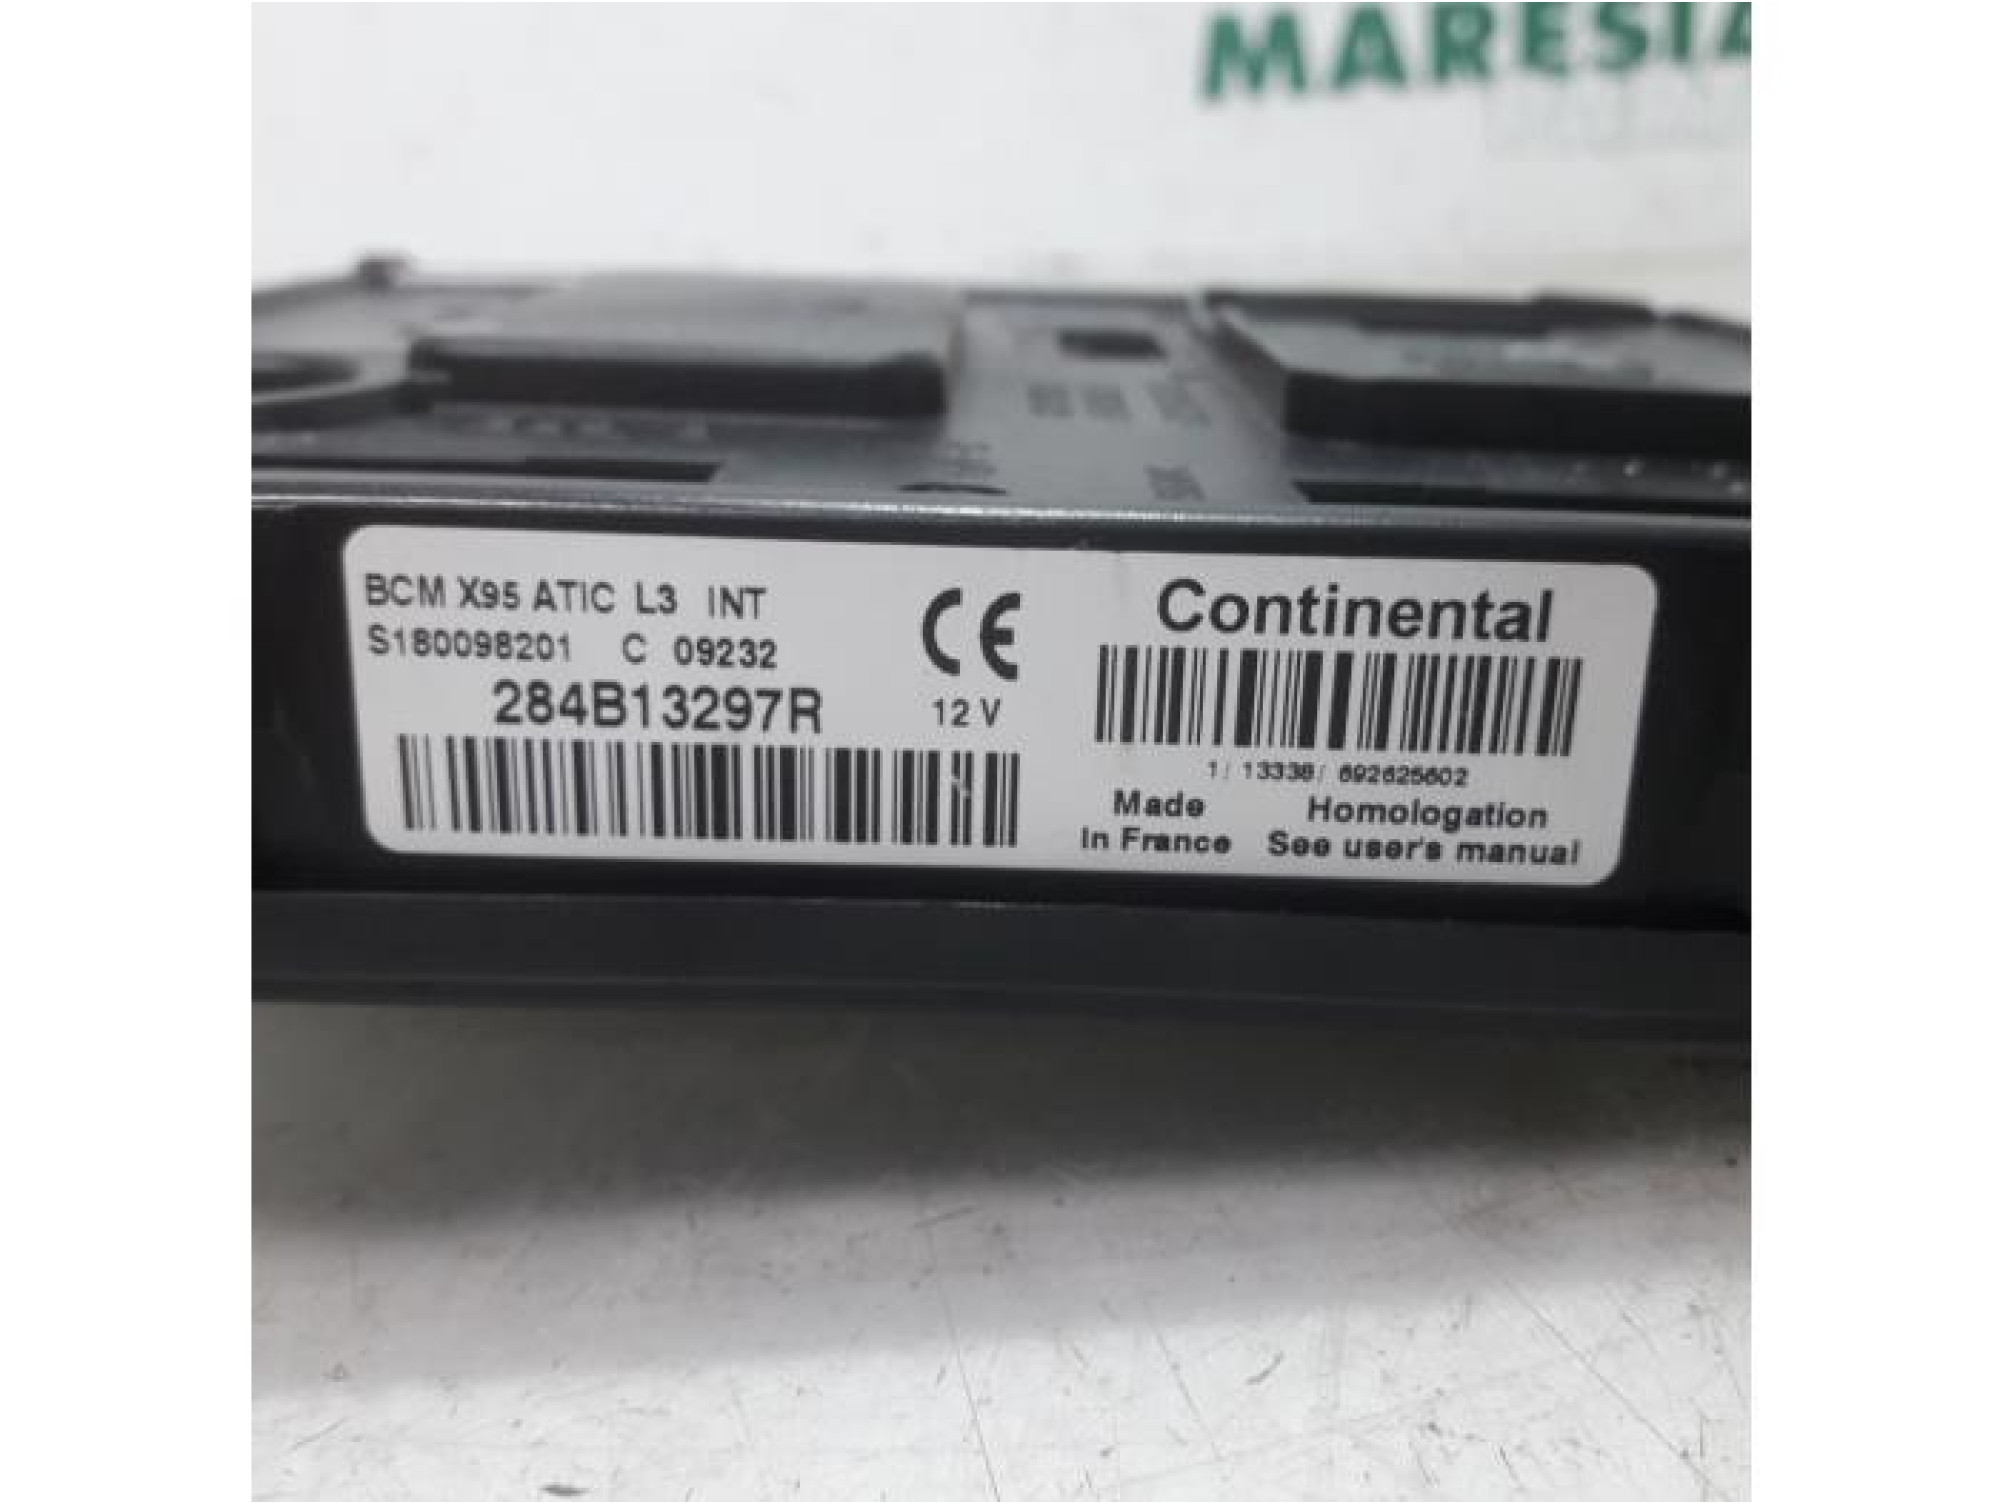 MARESIA
BCM X95 ATIC L3 INT
S180098201 C 09232
284B13297R
12 V
Continental
1/ 13338/ 692625602
Made
In France
Homologation
See user's manual